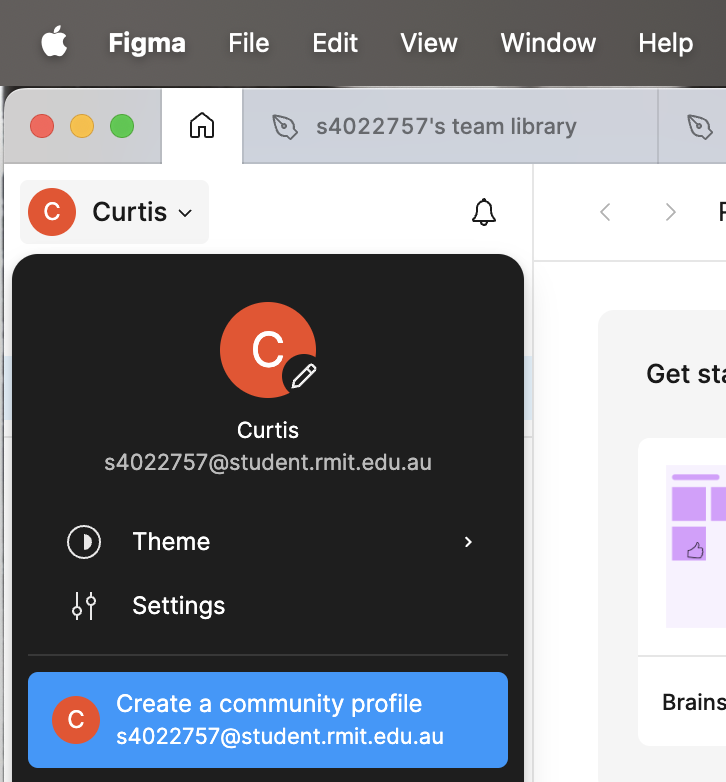 Figma File Edit View Window Help
s4022757's team library
C Curtis
Get sta
C
Curtis
s4022757@student.rmit.edu.au
Theme
Settings
C Create a community profile
s4022757@student.rmit.edu.au
Brains